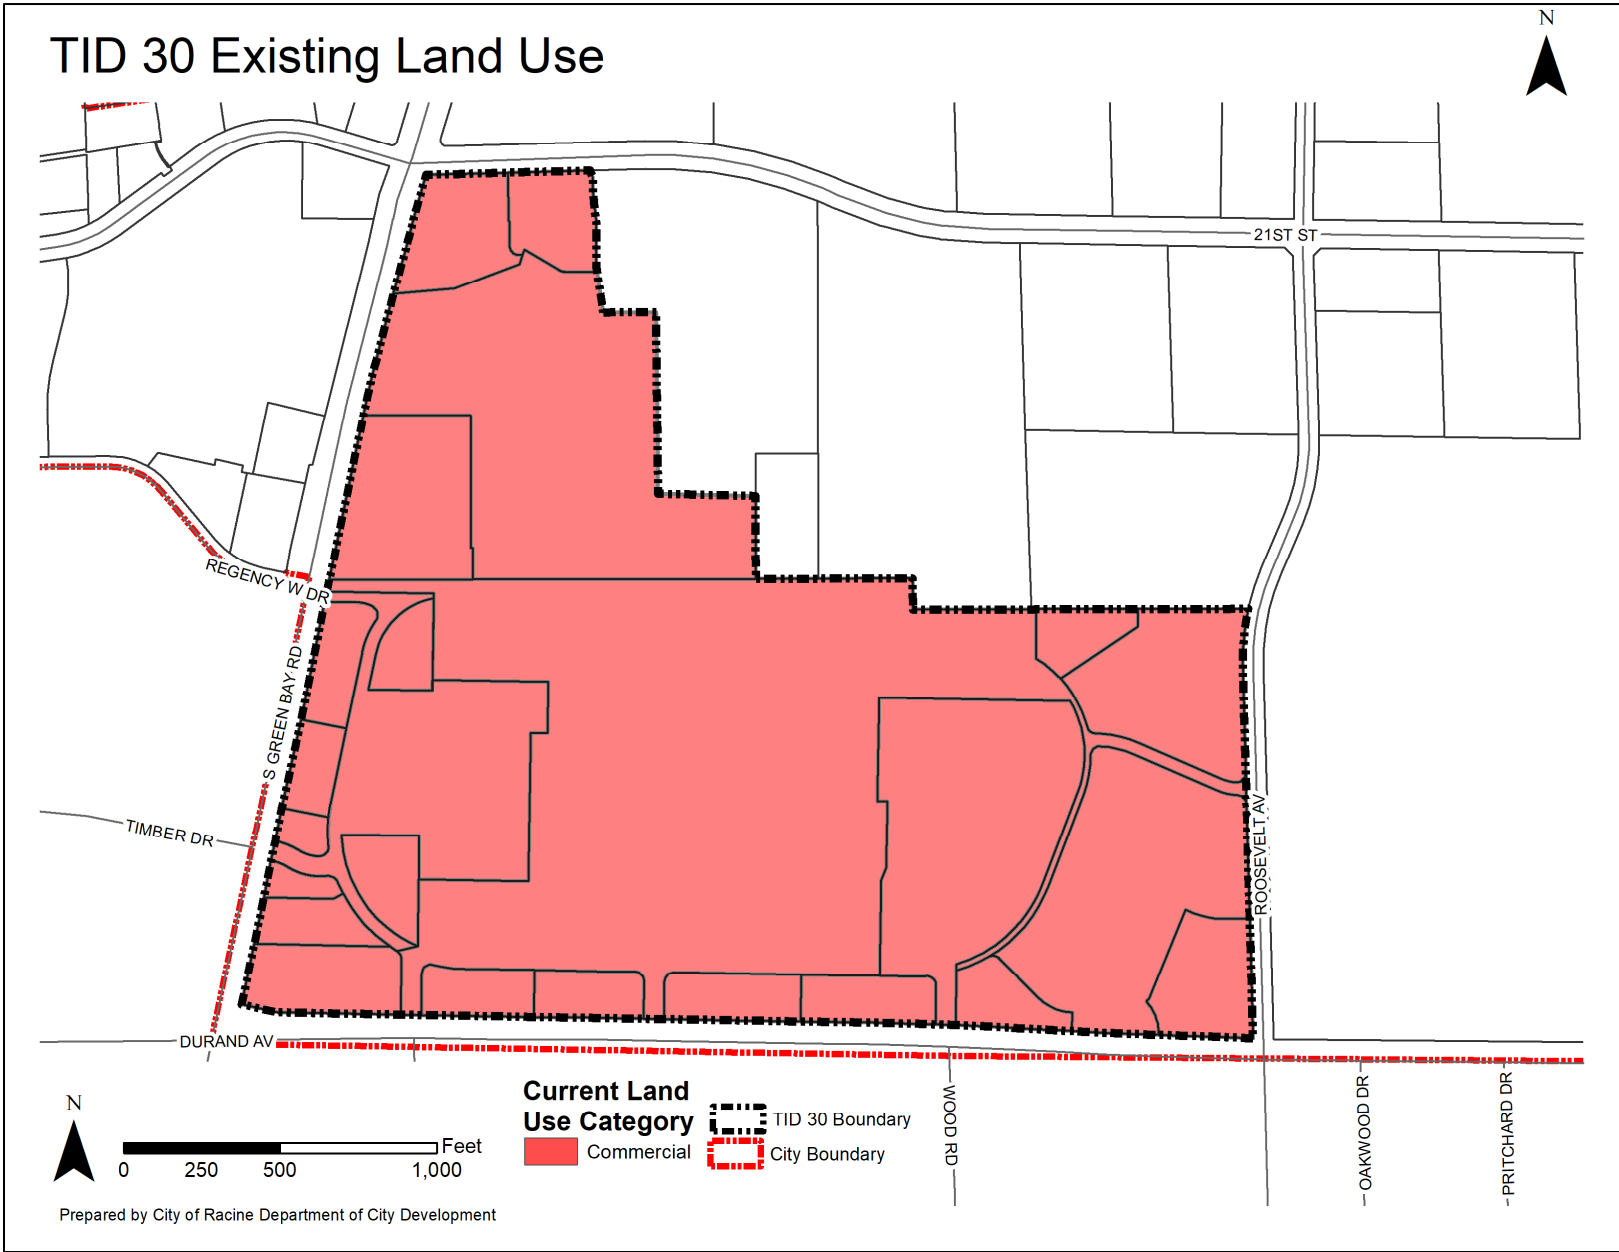 N
TID 30 Existing Land Use
21ST ST
REGENCY W DR
S GREEN BAY RD
TIMBER DR
ROOSEVELT AV
DURAND AV
WOOD RD
OAKWOOD DR
PRITCHARD DR
Current Land
Use Category
Commercial
TID 30 Boundary
City Boundary
N
Feet
0 250 500 1,000
Prepared by City of Racine Department of City Development